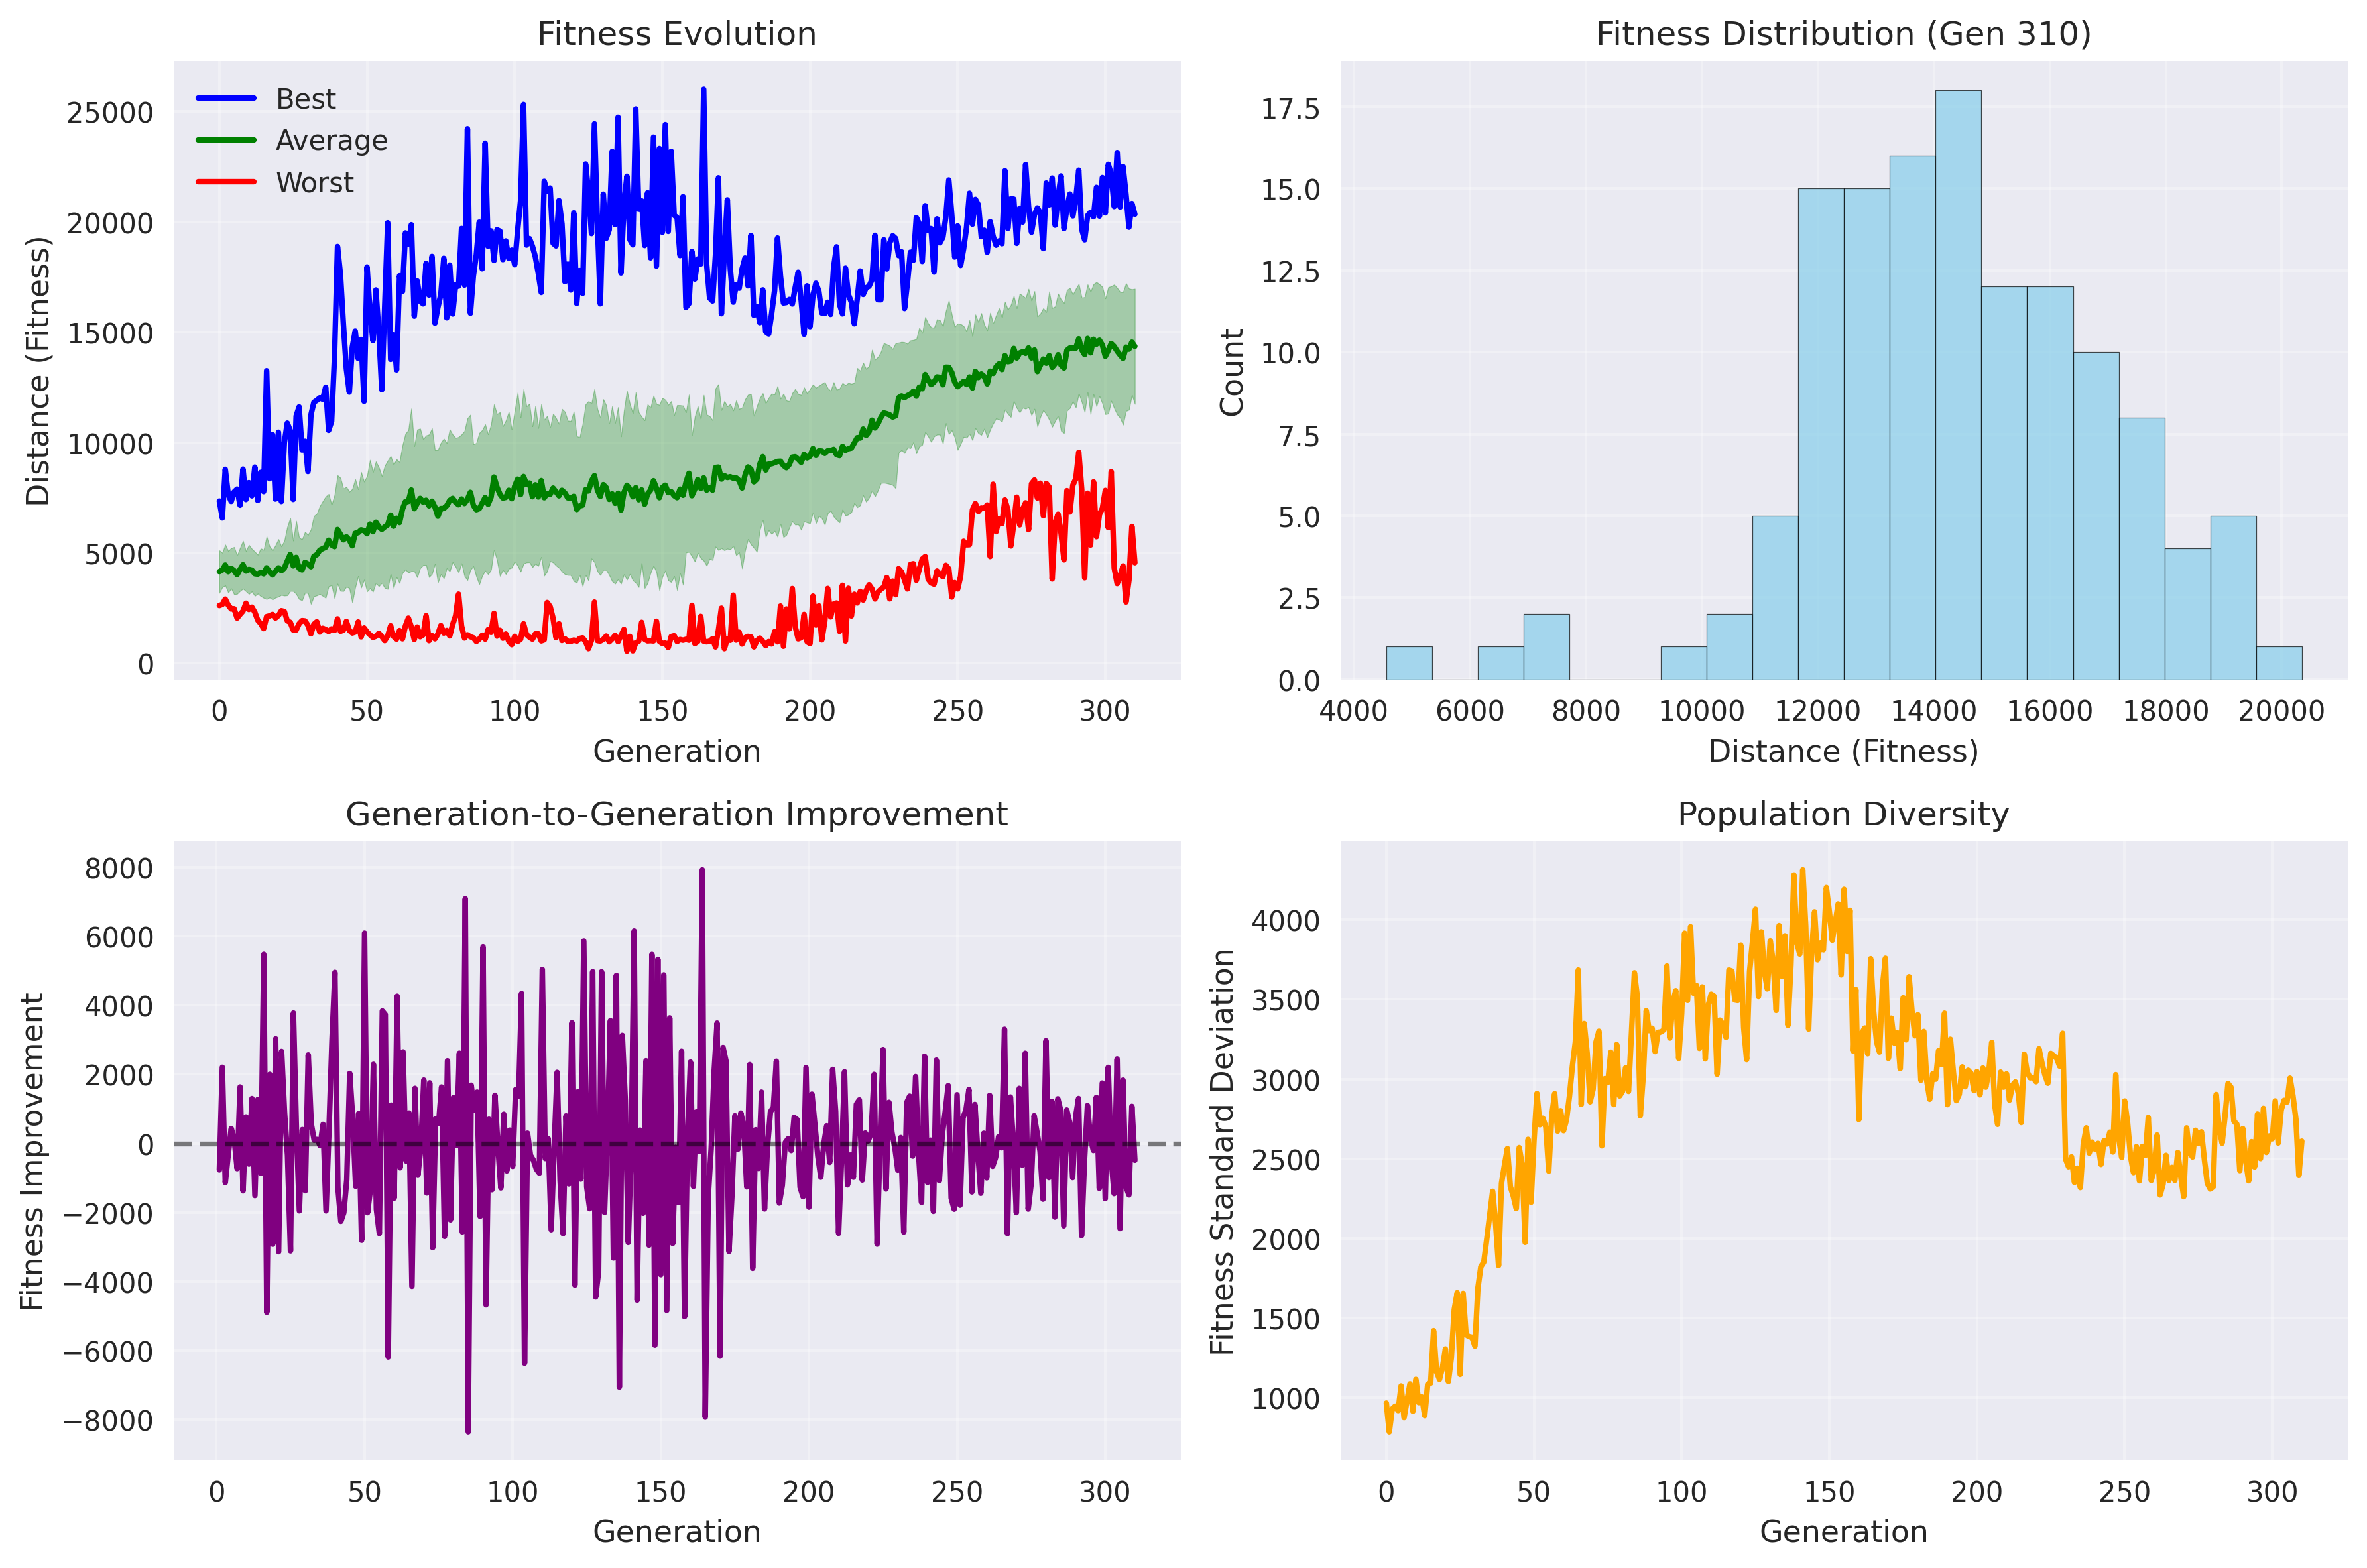 Fitness Evolution
Distance (Fitness)
25000
20000
15000
10000
5000
0
Best
Average
Worst
0 50 100 150 200 250 300
Generation
Fitness Distribution (Gen 310)
Count
17.5
15.0
12.5
10.0
7.5
5.0
2.5
0.0
4000 6000 8000 10000 12000 14000 16000 18000 20000
Distance (Fitness)
Generation-to-Generation Improvement
Fitness Improvement
8000
6000
4000
2000
0
−2000
−4000
−6000
−8000
0 50 100 150 200 250 300
Generation
Population Diversity
Fitness Standard Deviation
4000
3500
3000
2500
2000
1500
1000
0 50 100 150 200 250 300
Generation